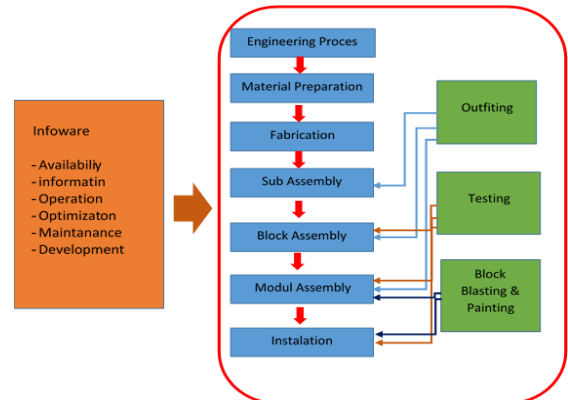 Infoware
-Availabiliy
-informatin
-Operation
-Optimizaton
-Maintanance
-Development
Engineering Proces
Material Preparation
Fabrication
Sub Assembly
Block Assembly
Modul Assembly
Instalation
Outfiting
Testing
Block
Blasting &
Painting